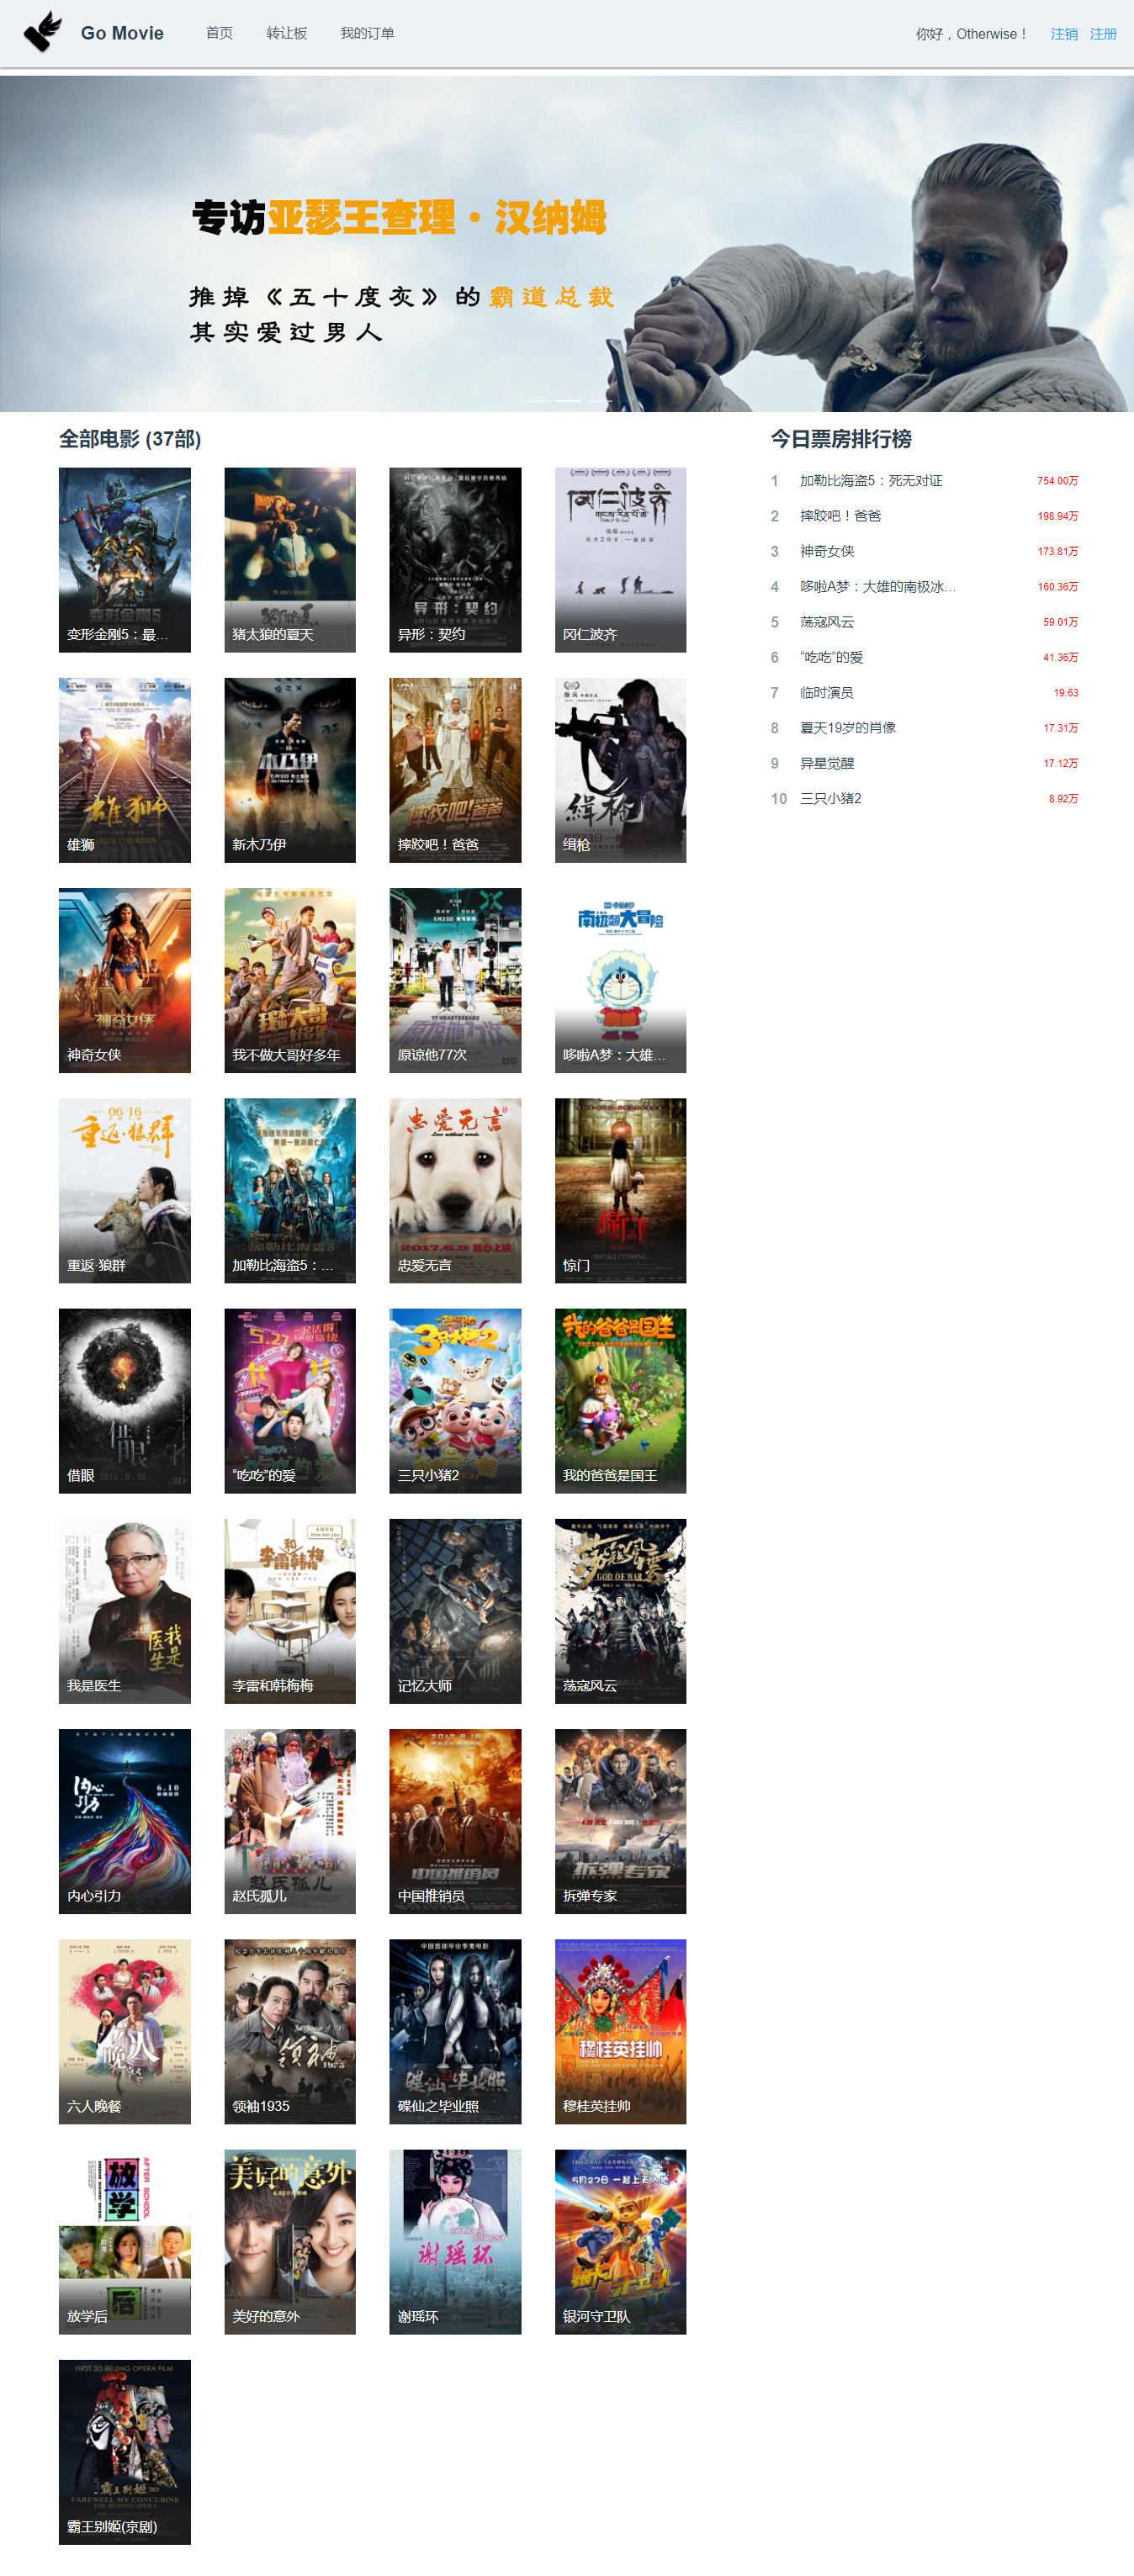 Go Movie
首页
转让板
我的订单
你好，Otherwise！
注销
注册
专访亚瑟王查理·汉纳姆
推掉《五十度灰》的霸道总裁
其实爱过男人
全部电影 (37部)
变形金刚5：最...
猪太狼的夏天
异形：契约
冈仁波齐
雄狮
新木乃伊
摔跤吧！爸爸
缉枪
神奇女侠
我不做大哥好多年
原谅他77次
哆啦A梦：大雄...
重返·狼群
加勒比海盗5：...
忠爱无言
惊门
借眼
“吃吃”的爱
三只小猪2
我的爸爸是国王
我是医生
李雷和韩梅梅
记忆大师
荡寇风云
内心引力
赵氏孤儿
中国推销员
拆弹专家
六人晚餐
领袖1935
碟仙之毕业照
穆桂英挂帅
放学后
美好的意外
谢瑶环
银河守卫队
霸王别姬(京剧)
今日票房排行榜
1 加勒比海盗5：死无对证 754.00万
2 摔跤吧！爸爸 198.94万
3 神奇女侠 173.81万
4 哆啦A梦：大雄的南极冰... 160.36万
5 荡寇风云 59.01万
6 “吃吃”的爱 41.36万
7 临时演员 19.63
8 夏天19岁的肖像 17.31万
9 异星觉醒 17.12万
10 三只小猪2 8.92万